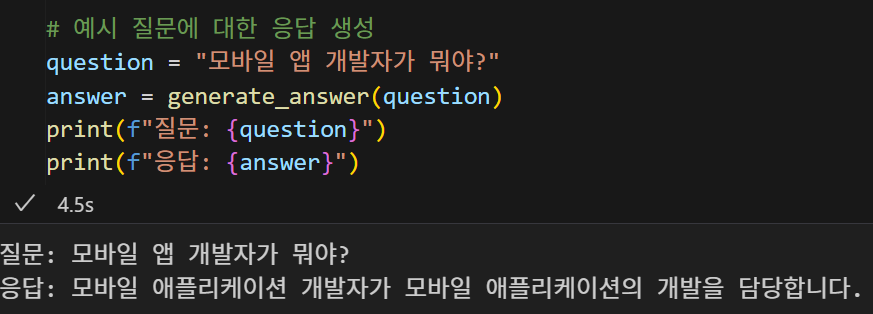 # 예시 질문에 대한 응답 생성
question = "모바일 앱 개발자가 뭐야?"
answer = generate_answer(question)
print(f"질문: {question}")
print(f"응답: {answer}")
4.5s
질문: 모바일 앱 개발자가 뭐야?
응답: 모바일 애플리케이션 개발자가 모바일 애플리케이션의 개발을 담당합니다.